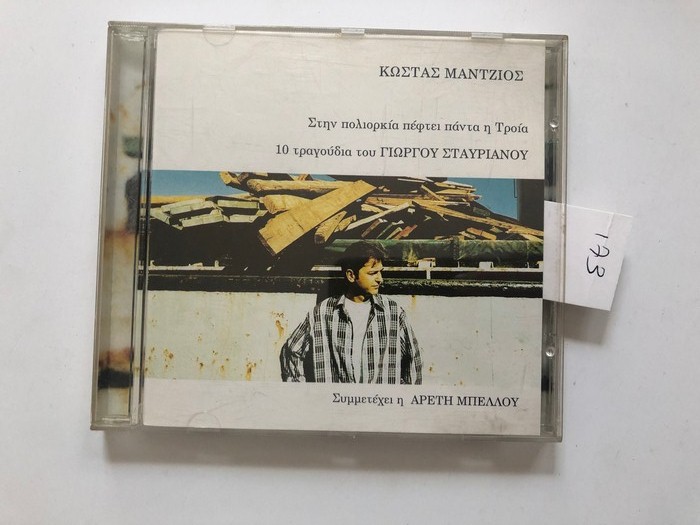 ΚΩΣΤΑΣ ΜΑΝΤΖΙΟΣ
Στην πολιορκία πέφτει πάντα η Τροία
10 τραγούδια του ΓΙΩΡΓΟΥ ΣΤΑΥΡΙΑΝΟΥ
173
Συμμετέχει η ΑΡΕΤΗ ΜΠΕΛΛΟΥ